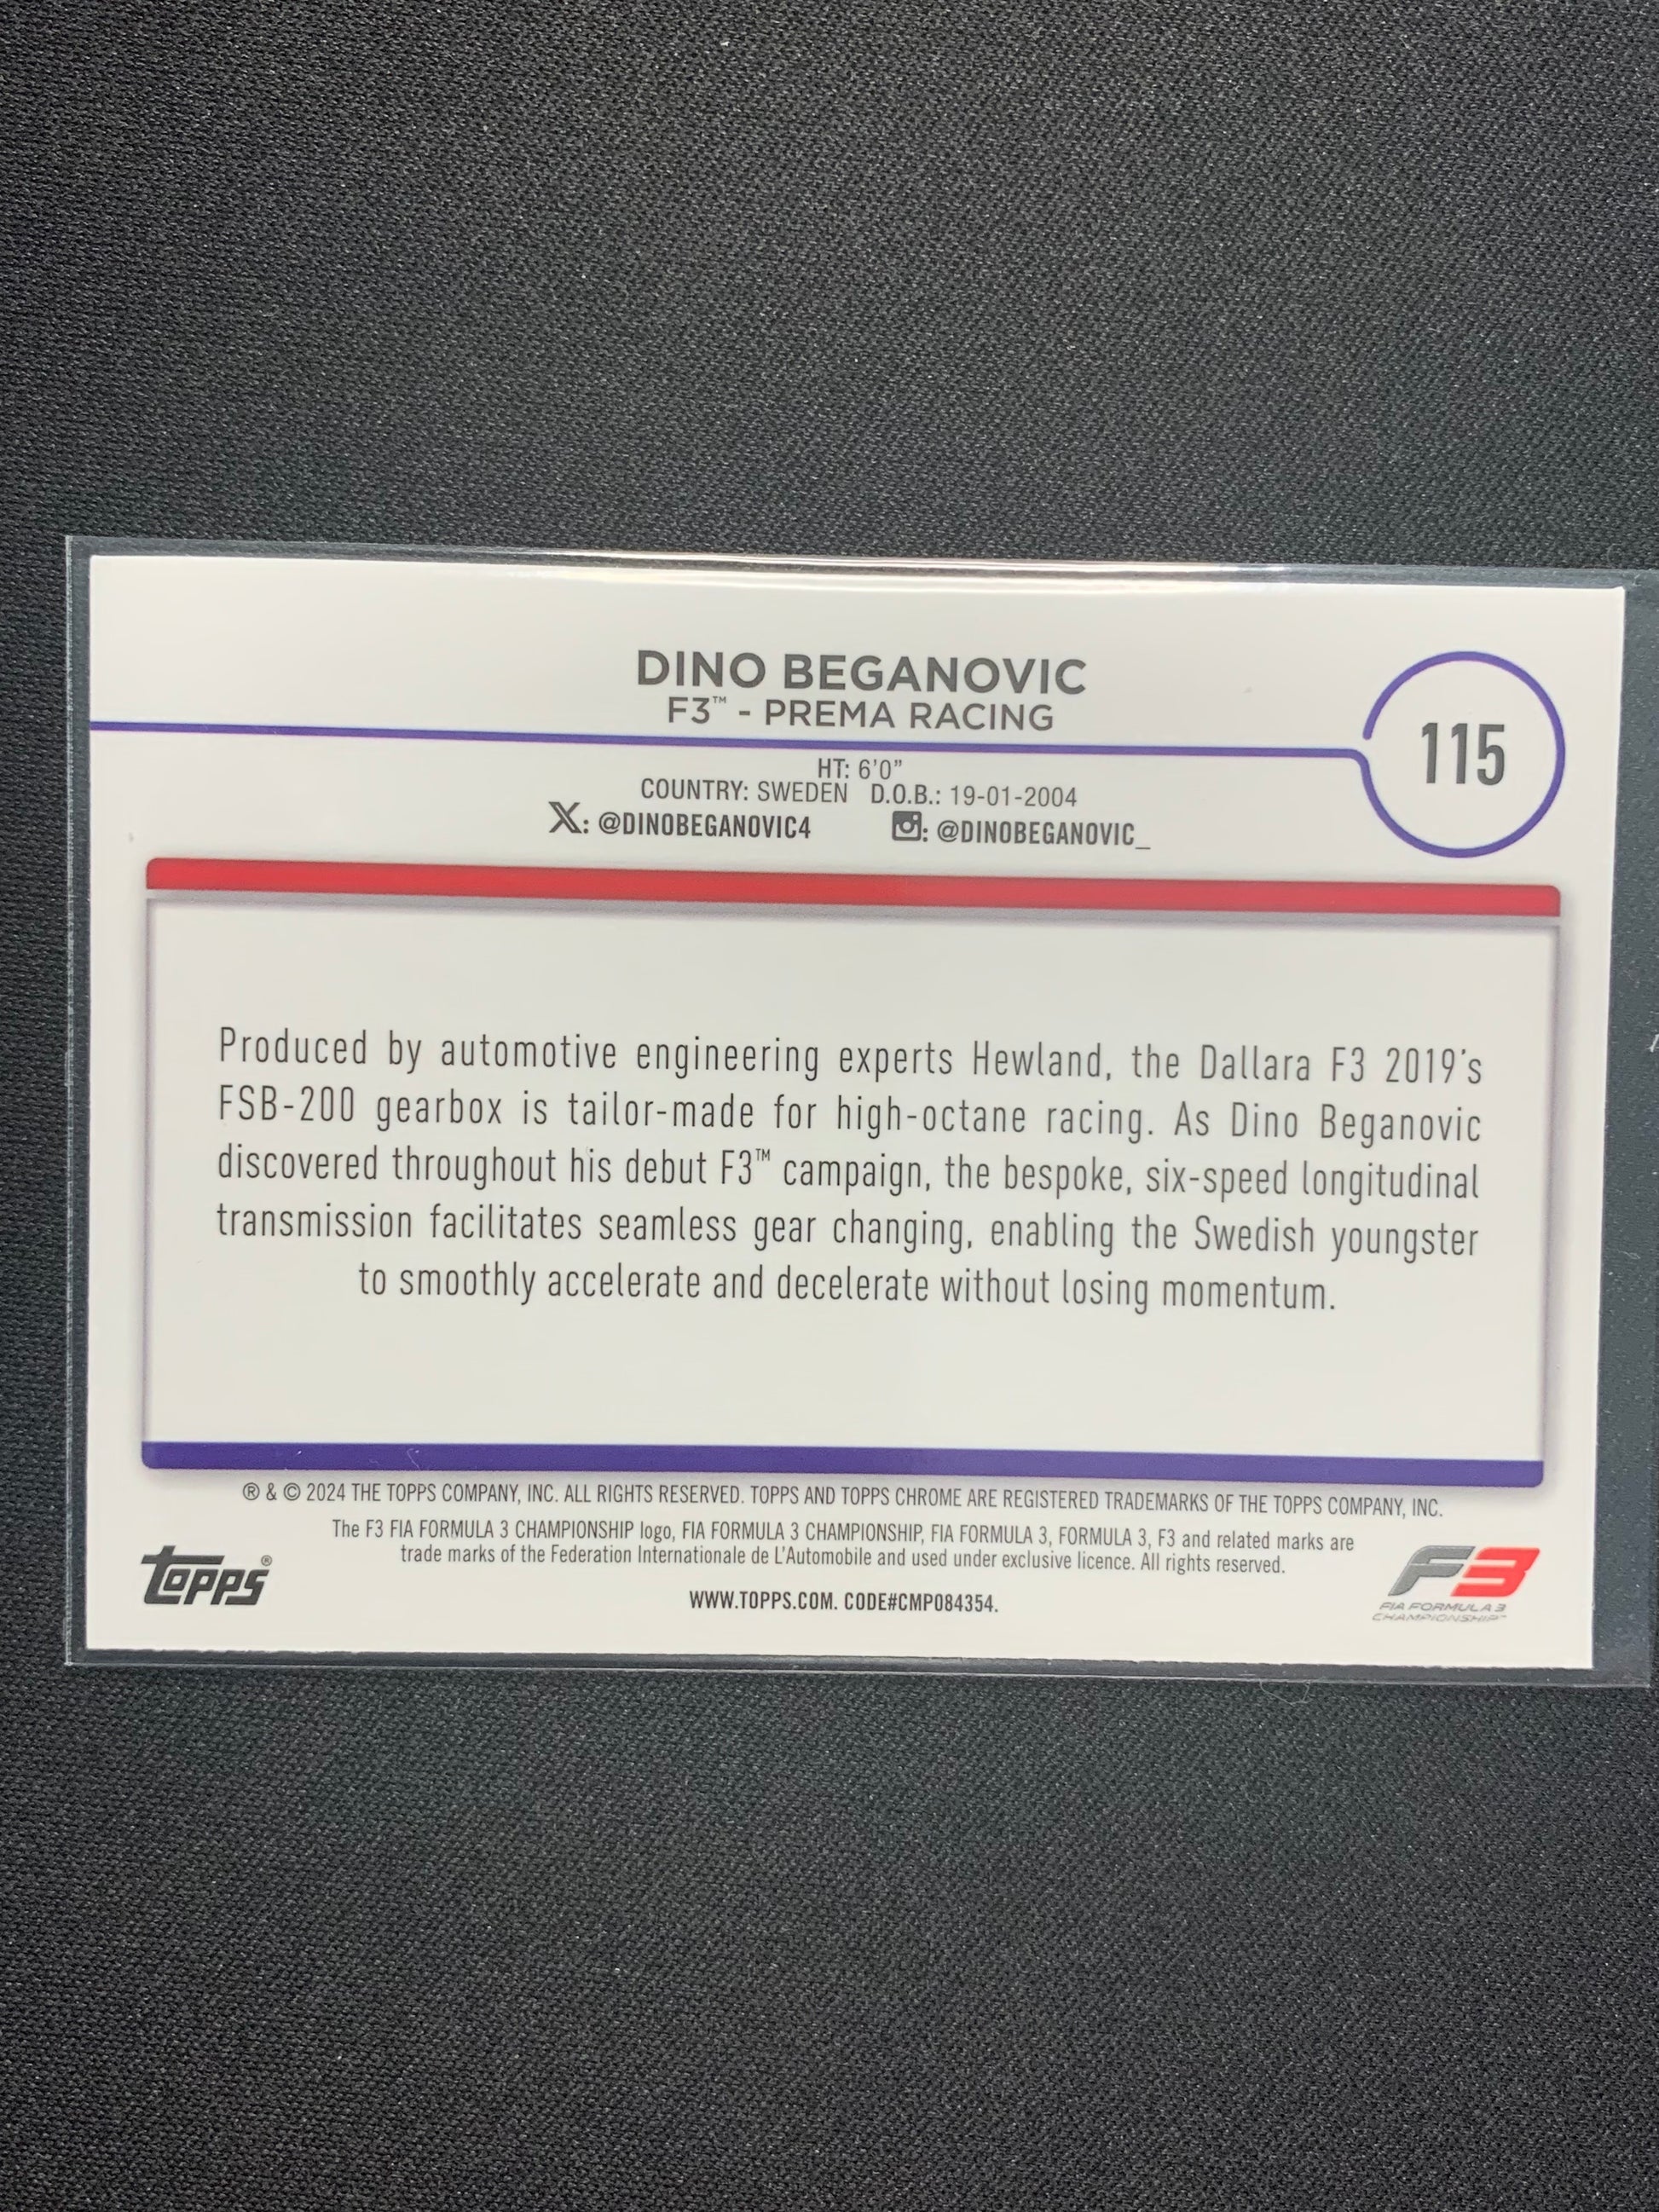 DINO BEGANOVIC
F3™ - PREMA RACING
115
HT: 6'0"
COUNTRY: SWEDEN D.O.B.: 19-01-2004
X: @DINOBEGANOVIC4 : @DINOBEGANOVIC_
Produced by automotive engineering experts Hewland, the Dallara F3 2019's
FSB-200 gearbox is tailor-made for high-octane racing. As Dino Beganovic
discovered throughout his debut F3™ campaign, the bespoke, six-speed longitudinal
transmission facilitates seamless gear changing, enabling the Swedish youngster
to smoothly accelerate and decelerate without losing momentum.
® & © 2024 THE TOPPS COMPANY, INC. ALL RIGHTS RESERVED. TOPPS AND TOPPS CHROME ARE REGISTERED TRADEMARKS OF THE TOPPS COMPANY, INC.
The F3 FIA FORMULA 3 CHAMPIONSHIP logo, FIA FORMULA 3 CHAMPIONSHIP, FIA FORMULA 3, FORMULA 3, F3 and related marks are
trade marks of the Federation Internationale de L'Automobile and used under exclusive licence. All rights reserved.
WWW.TOPPS.COM. CODE#CMP084354.
topps®
F3
FIA FORMULA 3
CHAMPIONSHIP™